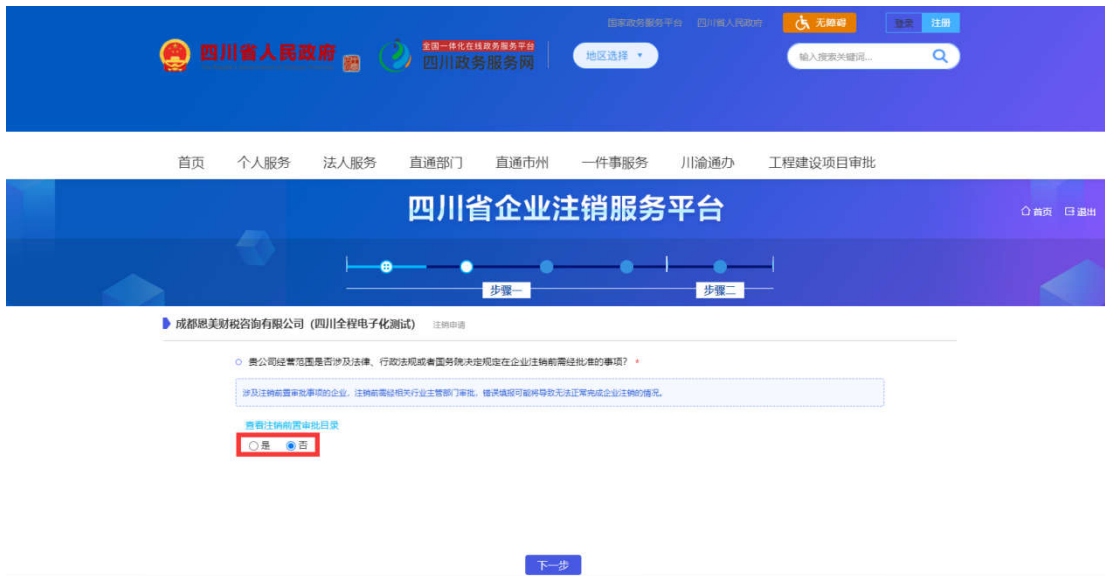 国家政务服务平台 四川省人民政府 无障碍 登录 注册
四川省人民政府
全国一体化在线政务服务平台
四川政务服务网
地区选择
输入搜索关键词...
首页 个人服务 法人服务 直通部门 直通市州 一件事服务 川渝通办 工程建设项目审批
四川省企业注销服务平台
首页 退出
步骤一 步骤二
成都思美财税咨询有限公司（四川全程电子化测试） 注销申请
贵公司经营范围是否涉及法律、行政法规或者国务院决定规定在企业注销前需经批准的事项？ *
涉及注销前置审批事项的企业，注销前需经相关行业主管部门审批，错误填报可能将导致无法正常完成企业注销的情况。
查看注销前置审批目录
是 否
下一步